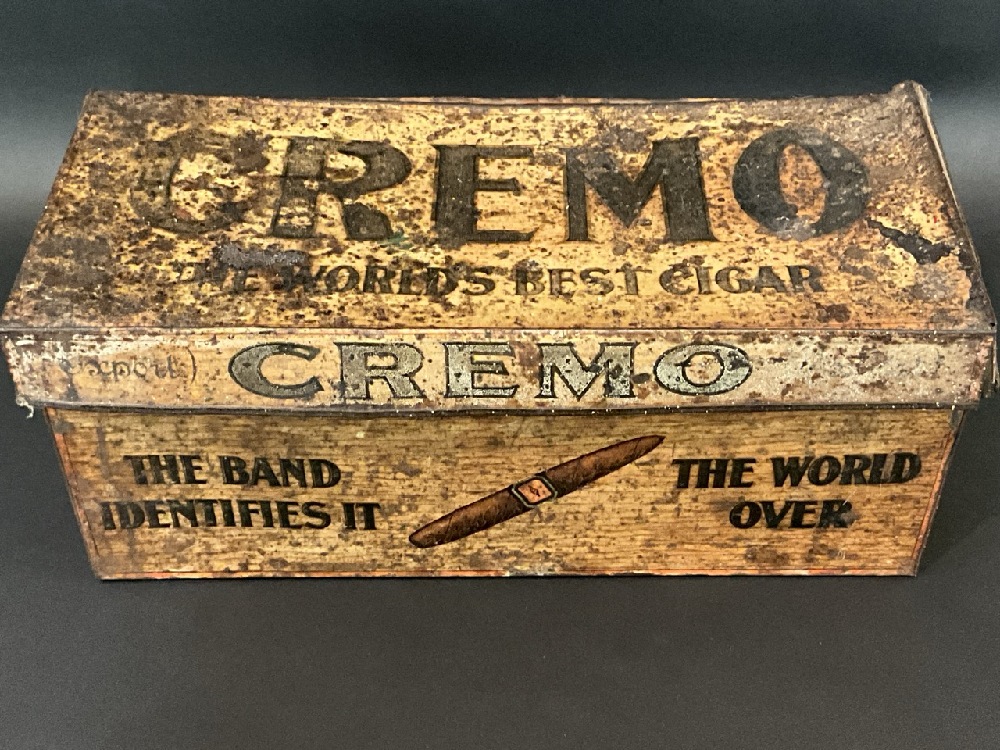 CREMO
THE WORLD'S BEST CIGAR
CREMO
THE BAND
IDENTIFIES IT
THE WORLD
OVER